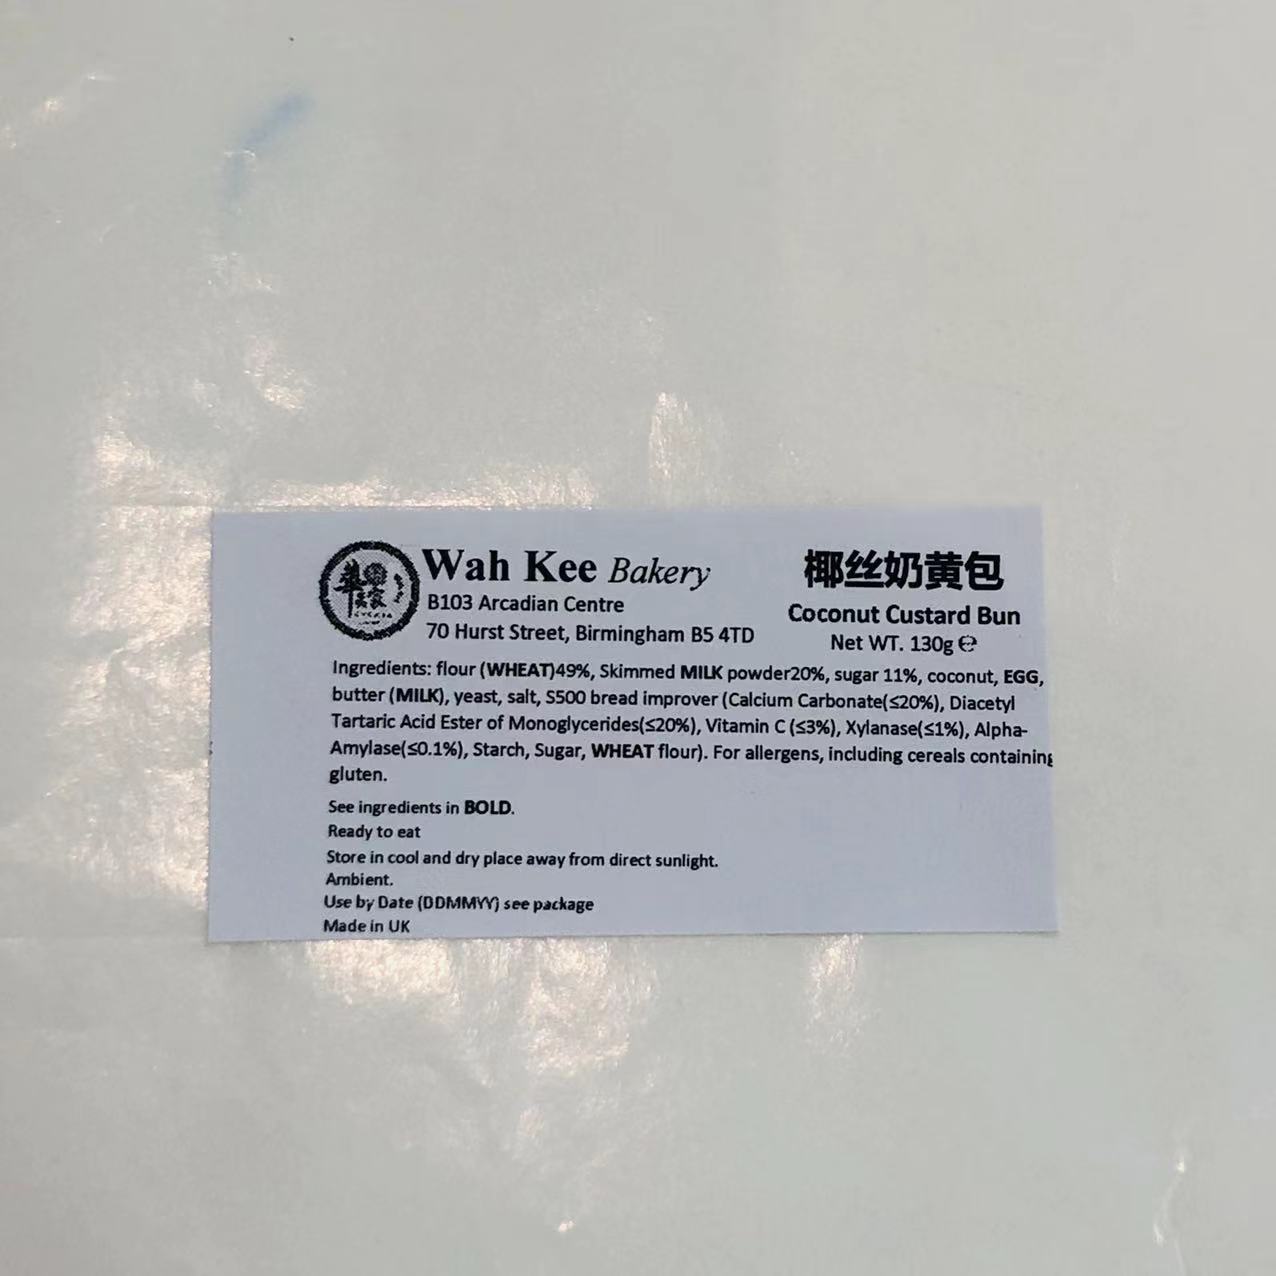 Wah Kee Bakery
B103 Arcadian Centre
70 Hurst Street, Birmingham B5 4TD
椰丝奶黄包
Coconut Custard Bun
Net WT. 130g ℮
Ingredients: flour (WHEAT)49%, Skimmed MILK powder20%, sugar 11%, coconut, EGG,
butter (MILK), yeast, salt, S500 bread improver (Calcium Carbonate(≤20%), Diacetyl
Tartaric Acid Ester of Monoglycerides(≤20%), Vitamin C (≤3%), Xylanase(≤1%), Alpha-
Amylase(≤0.1%), Starch, Sugar, WHEAT flour). For allergens, including cereals containing
gluten.
See ingredients in BOLD.
Ready to eat
Store in cool and dry place away from direct sunlight.
Ambient.
Use by Date (DDMMYY) see package
Made in UK